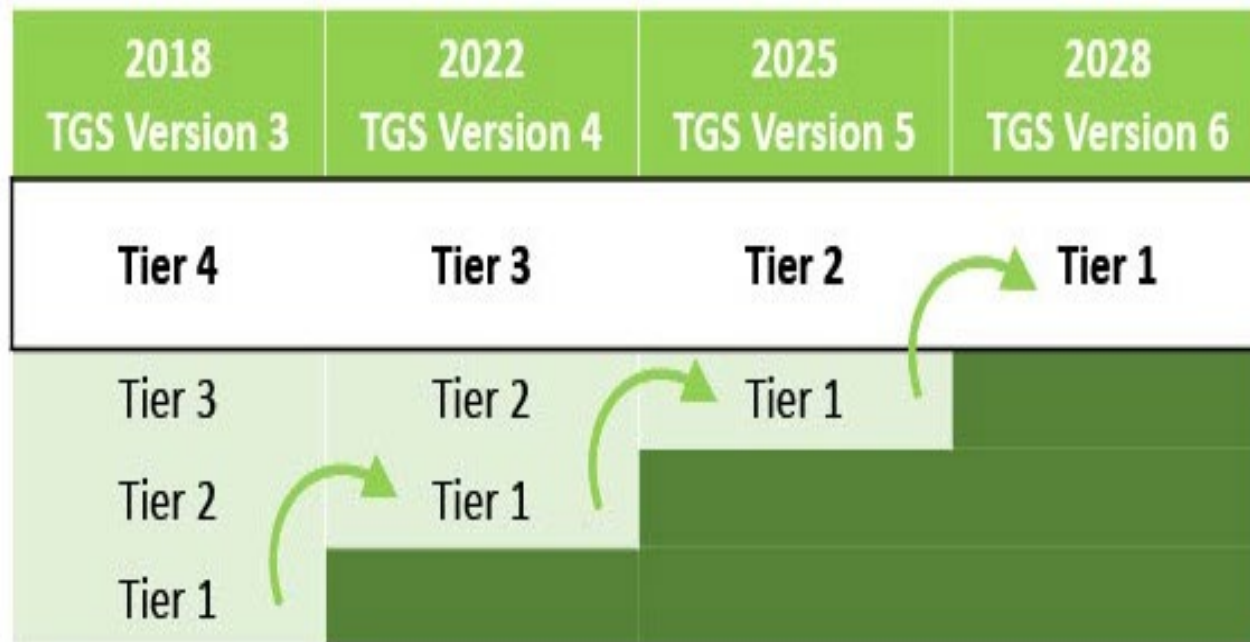 2018 2022 2025 2028
TGS Version 3 TGS Version 4 TGS Version 5 TGS Version 6
Tier 4 Tier 3 Tier 2 Tier 1
Tier 3 Tier 2 Tier 1
Tier 2 Tier 1
Tier 1